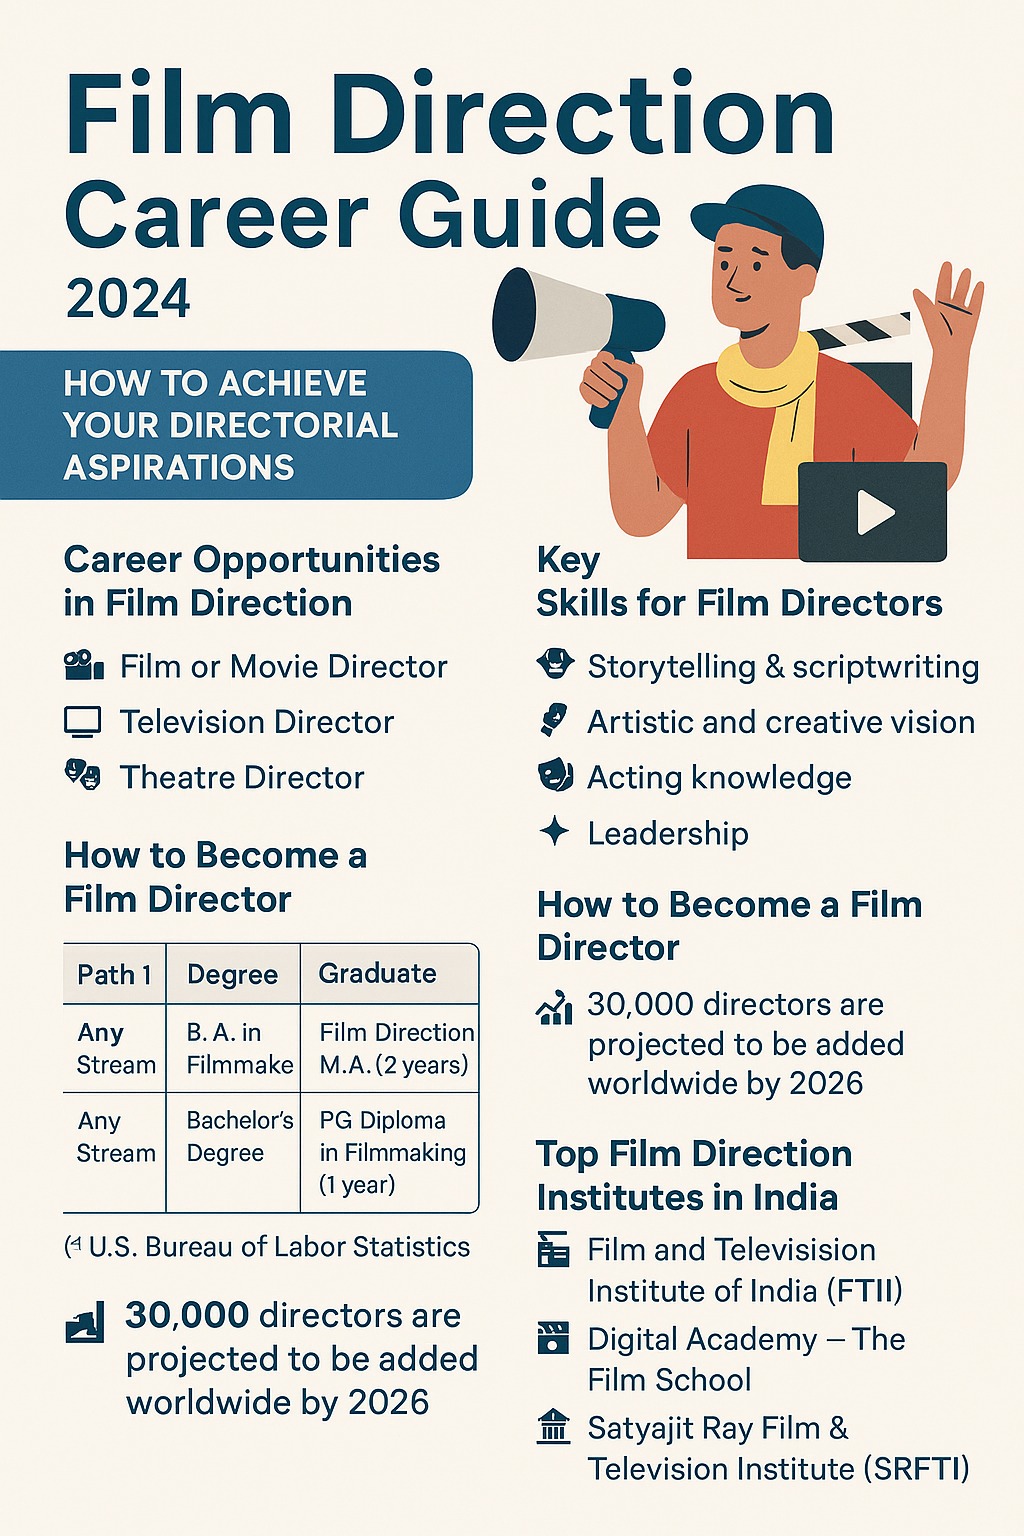 Film Direction
Career Guide
2024
HOW TO ACHIEVE
YOUR DIRECTORIAL
ASPIRATIONS
Career Opportunities
in Film Direction
Film or Movie Director
Television Director
Theatre Director
How to Become a
Film Director
Path 1 Degree Graduate
Any B. A. in Film Direction
Stream Filmmake M.A. (2 years)
Any Bachelor's PG Diploma
Stream Degree in Filmmaking
(1 year)
( U.S. Bureau of Labor Statistics
30,000 directors are
projected to be added
worldwide by 2026
Key
Skills for Film Directors
Storytelling & scriptwriting
Artistic and creative vision
Acting knowledge
Leadership
How to Become a Film
Director
30,000 directors are
projected to be added
worldwide by 2026
Top Film Direction
Institutes in India
Film and Televisision
Institute of India (FTII)
Digital Academy – The
Film School
Satyajit Ray Film &
Television Institute (SRFTI)